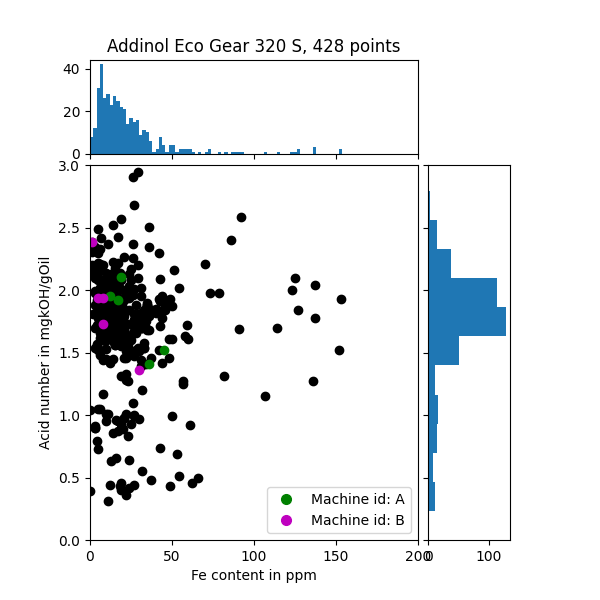 Addinol Eco Gear 320 S, 428 points
40
20
0
3.0
2.5
2.0
1.5
1.0
0.5
0.0
Acid number in mgkOH/gOil
Machine id: A
Machine id: B
0 50 100 150 200 0 100
Fe content in ppm